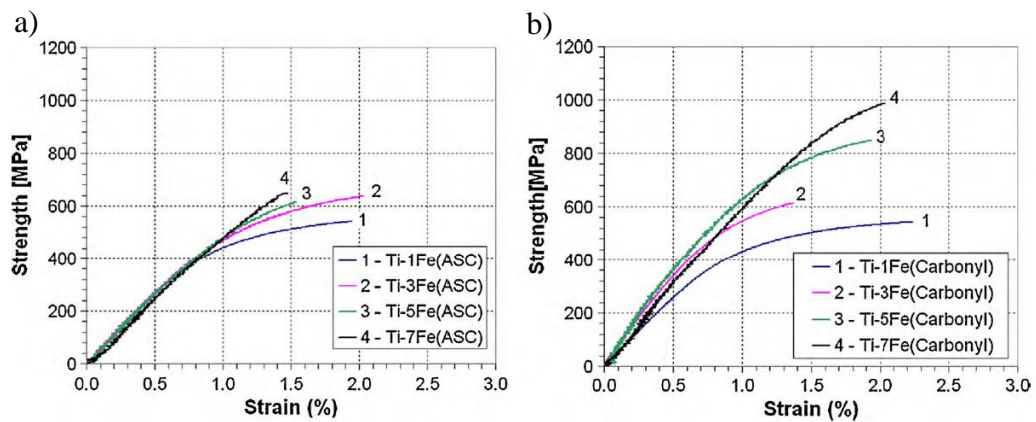 a)
1200
1000
800
600
400
200
0
Strength [MPa]
0.0 0.5 1.0 1.5 2.0 2.5 3.0
Strain (%)
4
3
2
1
1 - Ti-1Fe(ASC)
2 - Ti-3Fe(ASC)
3 - Ti-5Fe(ASC)
4 - Ti-7Fe(ASC)
b)
1200
1000
800
600
400
200
0
Strength[MPa]
0.0 0.5 1.0 1.5 2.0 2.5 3.0
Strain (%)
4
3
2
1
1 - Ti-1Fe(Carbonyl)
2 - Ti-3Fe(Carbonyl)
3 - Ti-5Fe(Carbonyl)
4 - Ti-7Fe(Carbonyl)